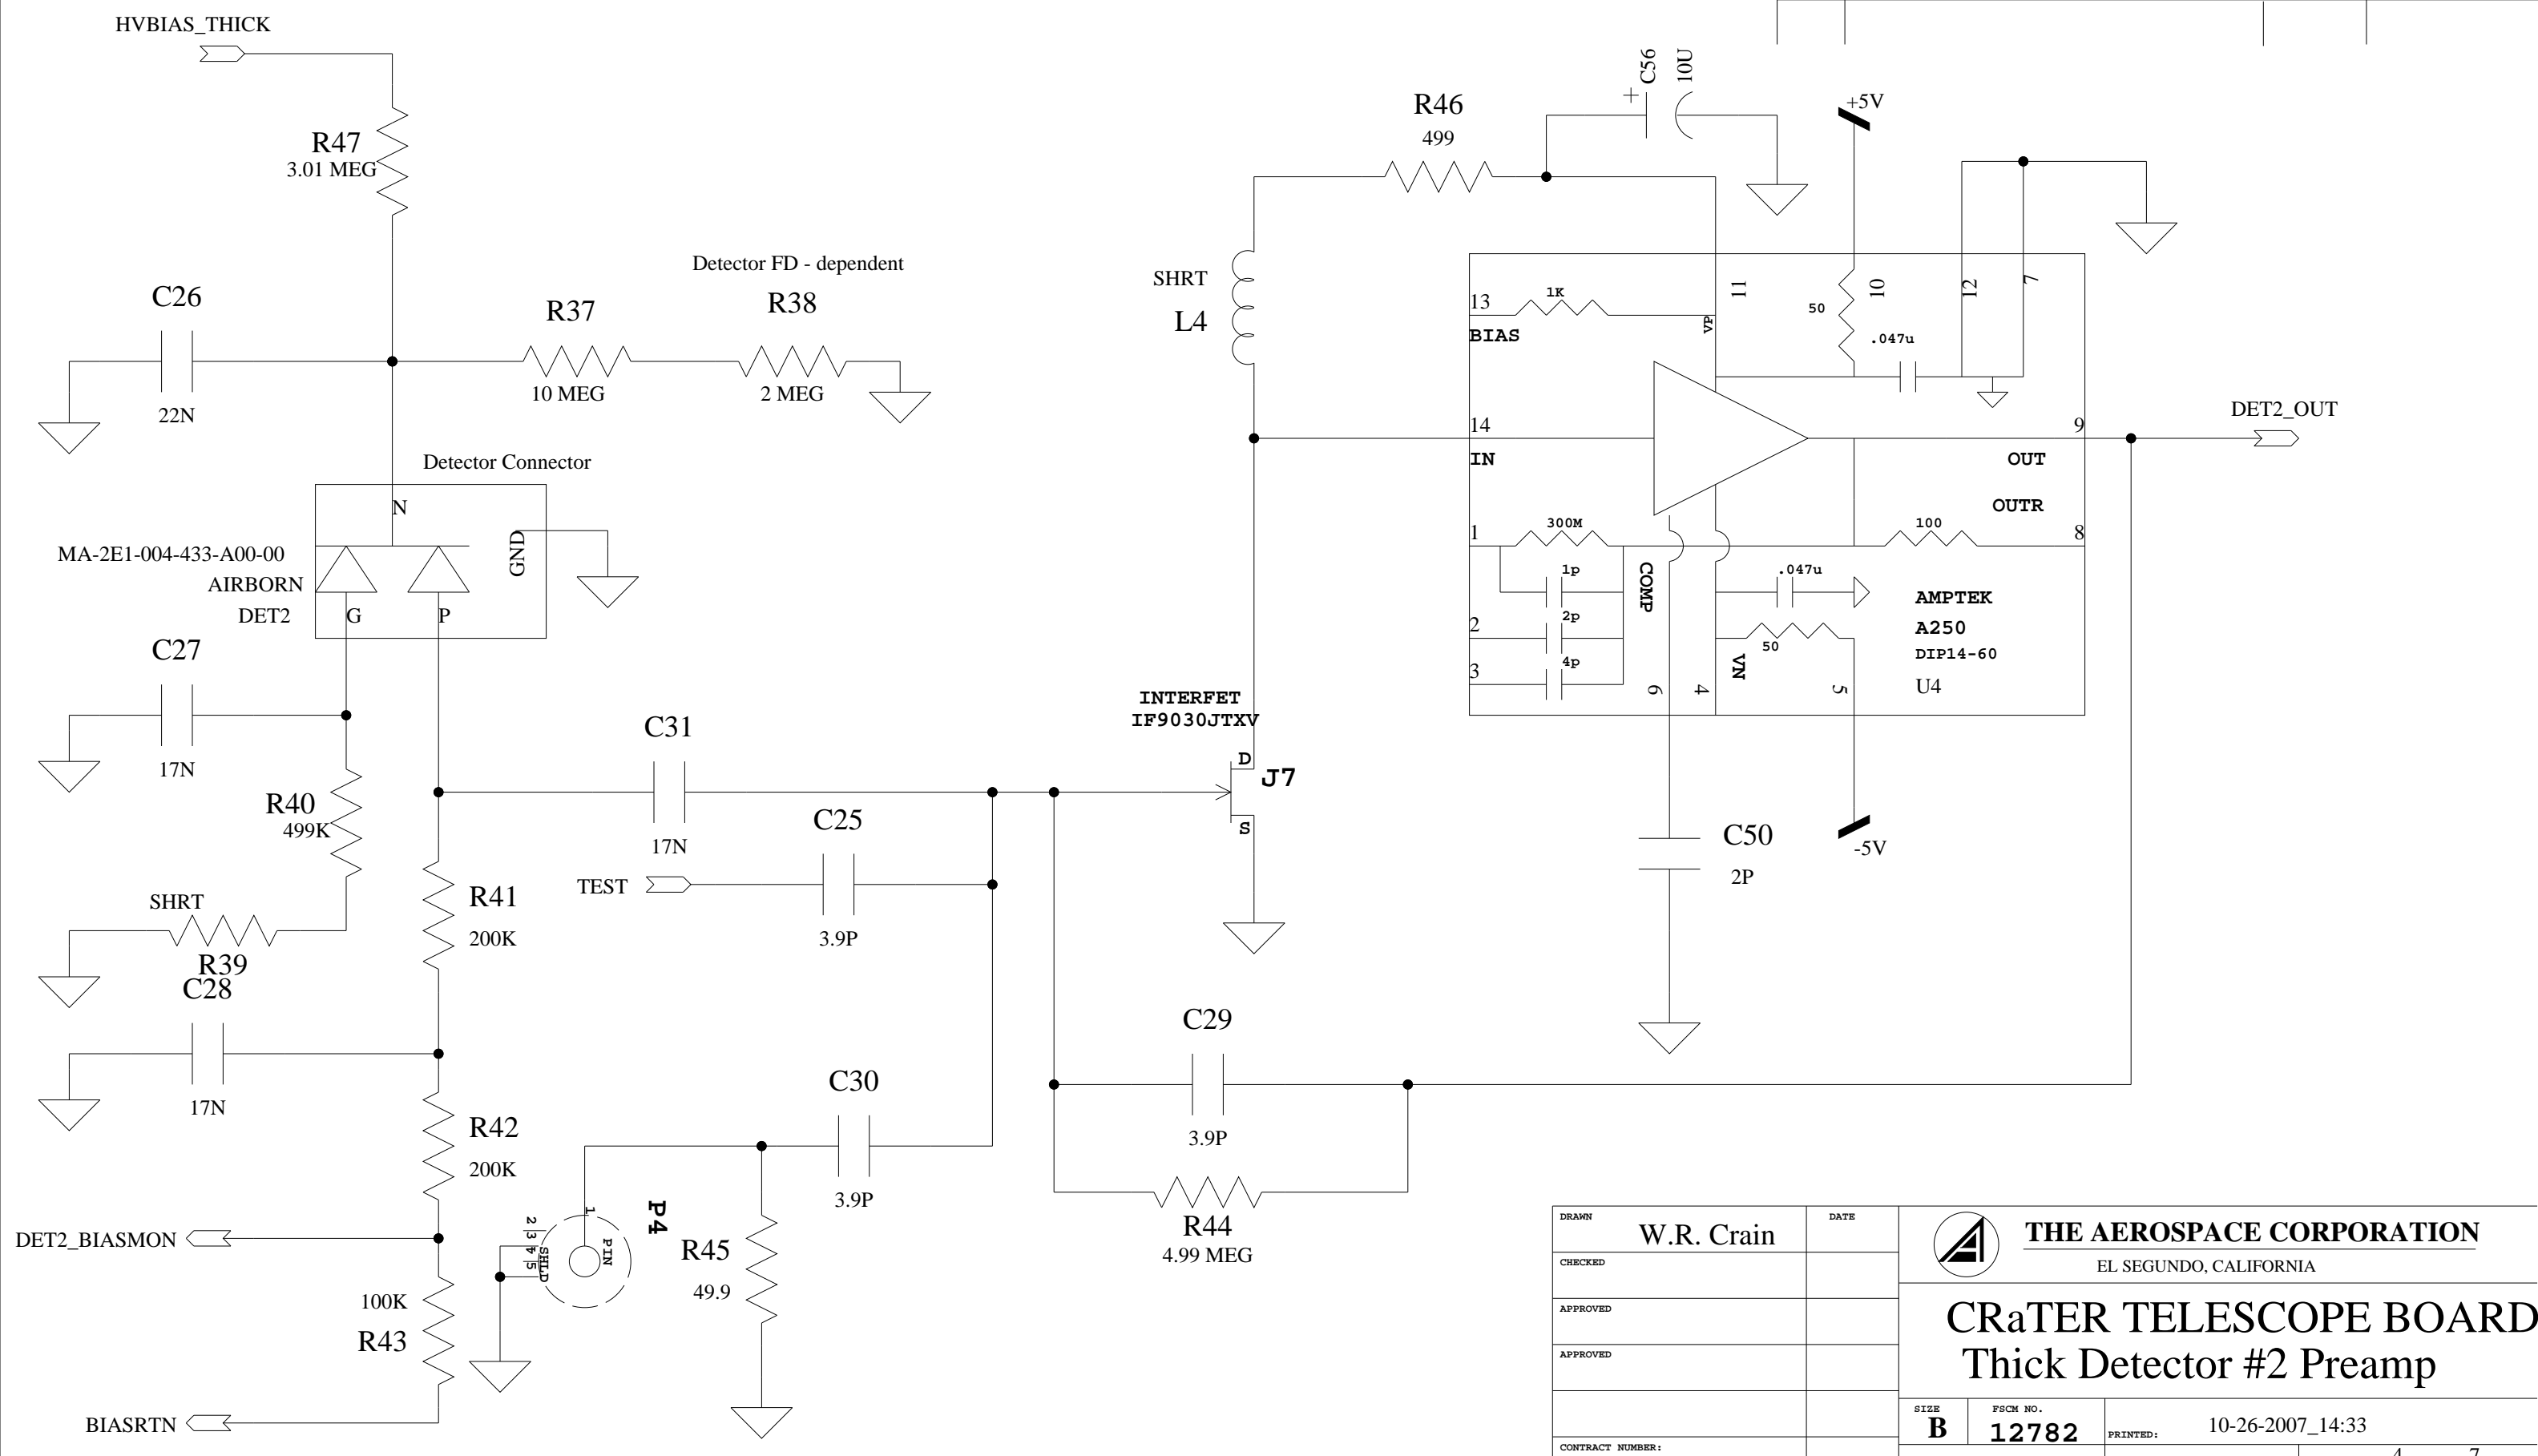 HVBIAS_THICK
R47
3.01 MEG
C26
22N
R37
10 MEG
Detector FD - dependent
R38
2 MEG
Detector Connector
N
GND
MA-2E1-004-433-A00-00
AIRBORN
DET2
G
P
C27
17N
R40
499K
SHRT
R39
C28
17N
R41
200K
R42
200K
DET2_BIASMON
100K
R43
BIASRTN
C31
17N
TEST
C25
3.9P
C30
3.9P
P4
1
PIN
2
3
4
5
SHLD
R45
49.9
C29
3.9P
R44
4.99 MEG
INTERFET
IF9030JTXV
D
J7
S
SHRT
L4
R46
499
C56
10U
+
+5V
13
1K
BIAS
VP
11
50
10
.047u
12
7
14
IN
9
OUT
DET2_OUT
OUTR
1
300M
100
8
1p
COMP
.047u
2
2p
3
4p
50
VN
6
4
5
AMPTEK
A250
DIP14-60
U4
-5V
C50
2P
DRAWN
W.R. Crain
DATE
CHECKED
APPROVED
APPROVED
CONTRACT NUMBER:
THE AEROSPACE CORPORATION
EL SEGUNDO, CALIFORNIA
CRaTER TELESCOPE BOARD
Thick Detector #2 Preamp
SIZE
B
FSCM NO.
12782
PRINTED:
10-26-2007_14:33
4
7